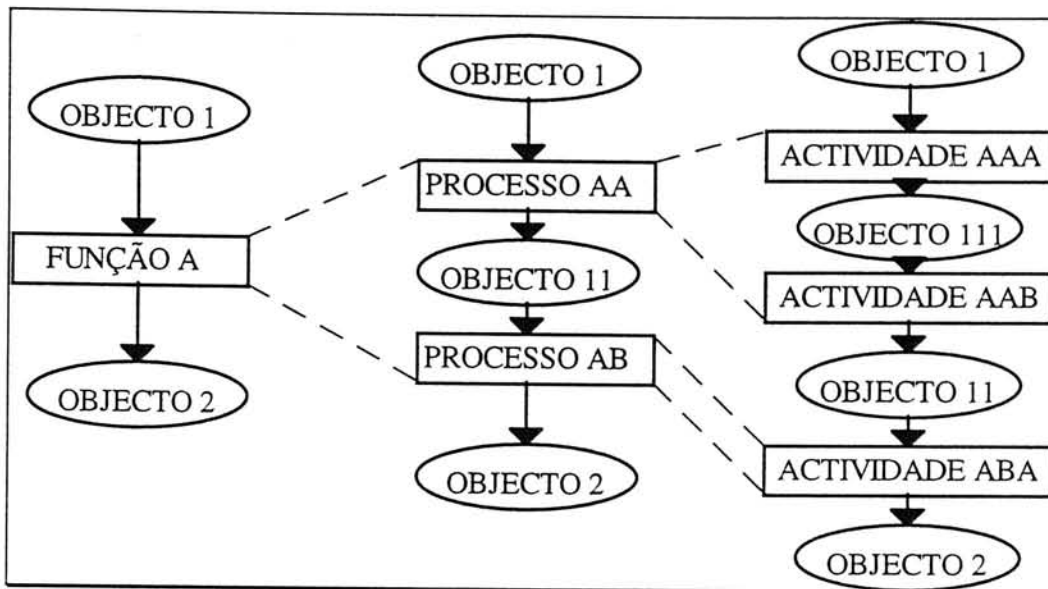 OBJECTO 1
FUNÇÃO A
OBJECTO 2
OBJECTO 1
PROCESSO AA
OBJECTO 11
PROCESSO AB
OBJECTO 2
OBJECTO 1
ACTIVIDADE AAA
OBJECTO 111
ACTIVIDADE AAB
OBJECTO 11
ACTIVIDADE ABA
OBJECTO 2